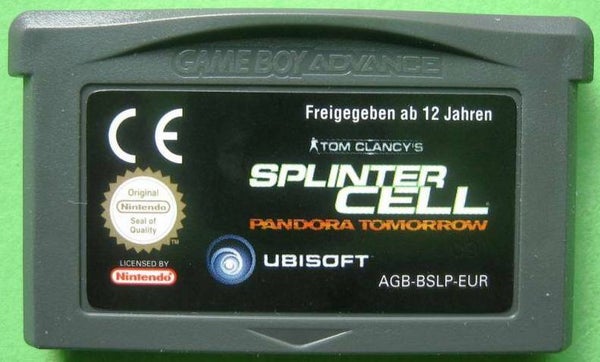 GAME BOY ADVANCE
CE
Freigegeben ab 12 Jahren
TOM CLANCY'S
SPLINTER
CELL
PANDORA TOMORROW
Original
Nintendo
Seal of
Quality
TM
LICENSED BY
Nintendo
UBISOFT
AGB-BSLP-EUR